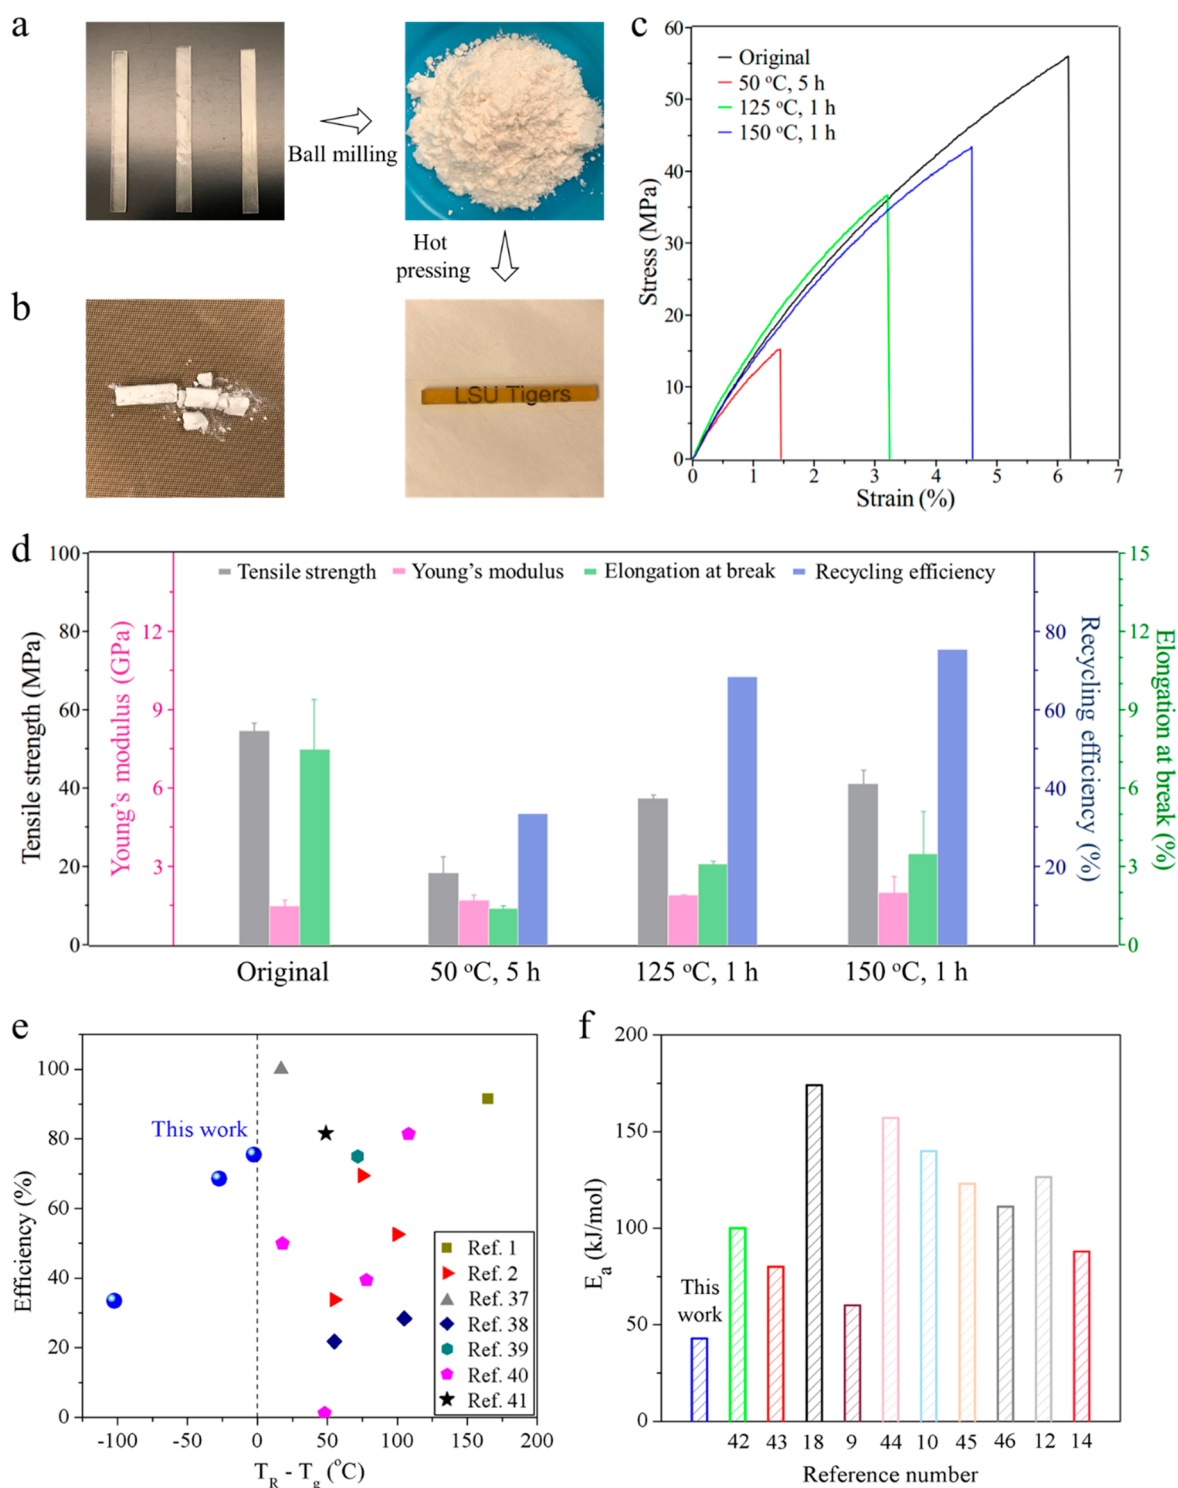 a
Ball milling
Hot
pressing
b
LSU Tigers
c
60
50
40
30
20
10
0
Stress (MPa)
Original
50 °C, 5 h
125 °C, 1 h
150 °C, 1 h
0 1 2 3 4 5 6 7
Strain (%)
d
100
80
60
40
20
0
Tensile strength (MPa)
12
9
6
3
Young's modulus (GPa)
Tensile strength Young's modulus Elongation at break Recycling efficiency
80
60
40
20
0
Recycling efficiency (%)
15
12
9
6
3
0
Elongation at break (%)
Original 50 °C, 5 h 125 °C, 1 h 150 °C, 1 h
e
100
80
60
40
20
0
Efficiency (%)
This work
Ref. 1
Ref. 2
Ref. 37
Ref. 38
Ref. 39
Ref. 40
Ref. 41
-100 -50 0 50 100 150 200
T_R - T_g (°C)
f
200
150
100
50
0
E_a (kJ/mol)
This
work
42 43 18 9 44 10 45 46 12 14
Reference number